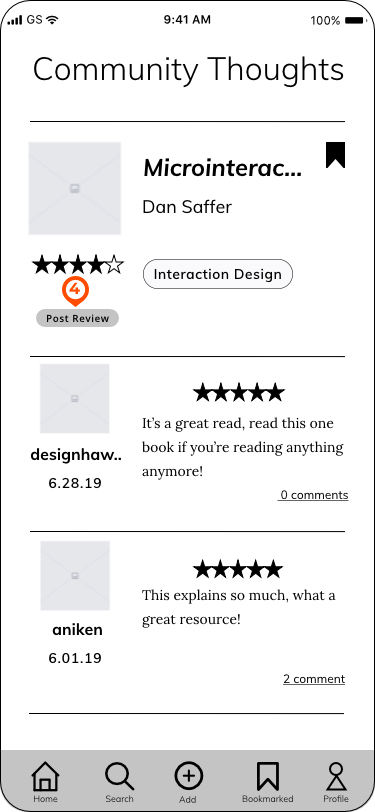 GS 9:41 AM 100%
Community Thoughts
Microinterac...
Dan Saffer
Interaction Design
4
Post Review
It’s a great read, read this one
book if you’re reading anything
anymore!
designhaw..
6.28.19
0 comments
This explains so much, what a
great resource!
aniken
6.01.19
2 comment
Home Search Add Bookmarked Profile